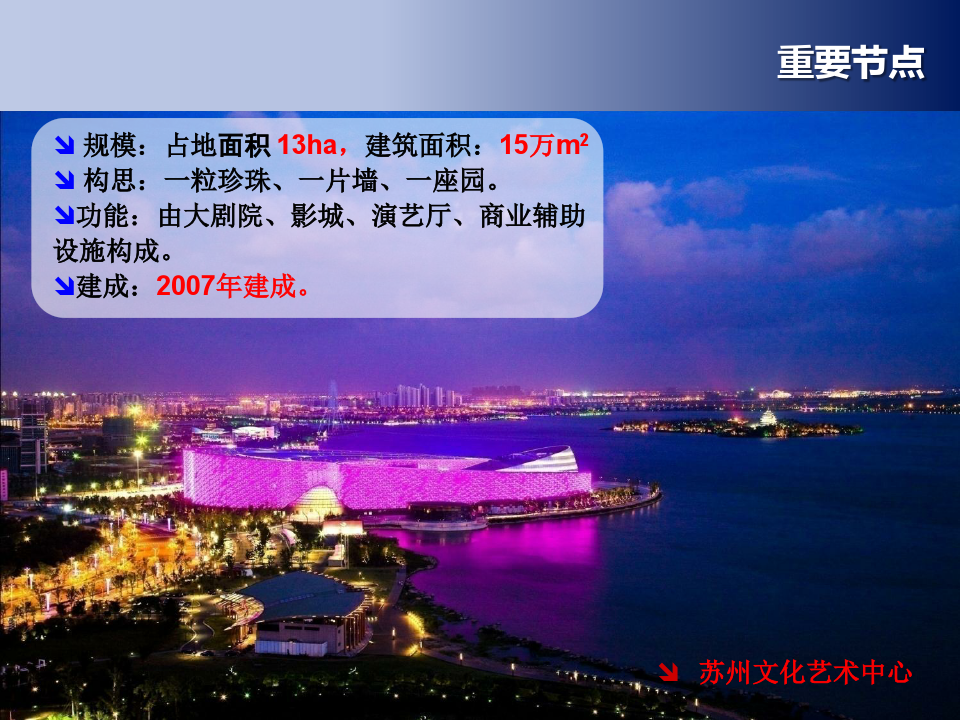 重要节点
规模：占地面积 13ha，建筑面积：15万m²
构思：一粒珍珠、一片墙、一座园。
功能：由大剧院、影城、演艺厅、商业辅助
设施构成。
建成：2007年建成。
苏州文化艺术中心